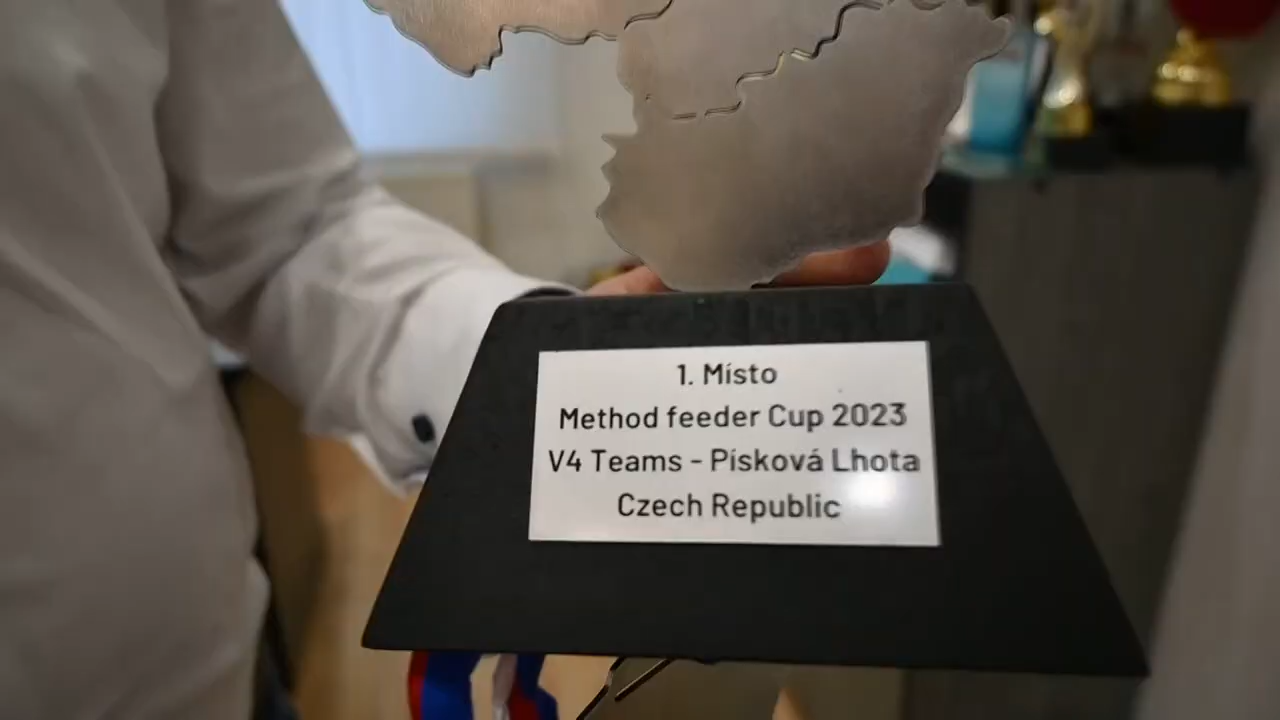 1. Místo
Method feeder Cup 2023
V4 Teams - Písková Lhota
Czech Republic